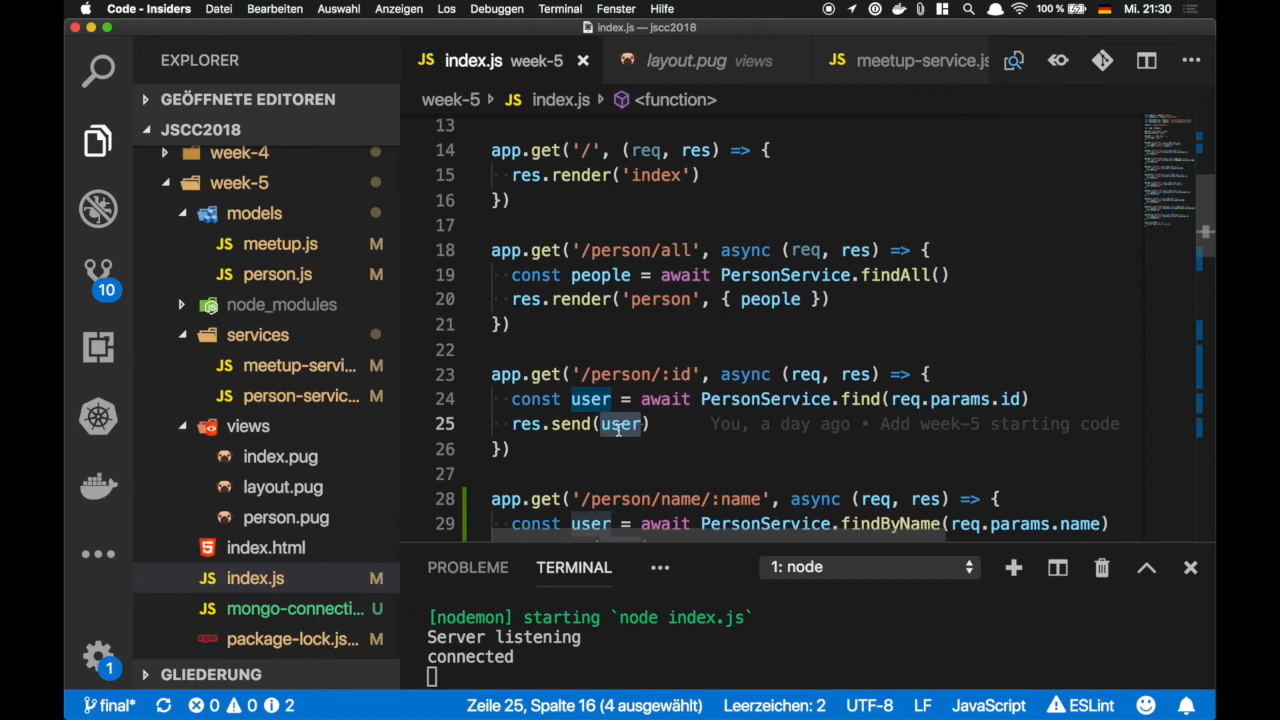 Code - Insiders Datei Bearbeiten Auswahl Anzeigen Los Debuggen Terminal Fenster Hilfe 100 % Mi. 21:30
index.js — jscc2018
EXPLORER
GEÖFFNETE EDITOREN
JSCC2018
week-4
week-5
models
JS meetup.js M
JS person.js M
node_modules
services
JS meetup-servi... M
JS person-servic... M
views
index.pug
layout.pug
person.pug
index.html
JS index.js M
JS mongo-connecti... U
package-lock.js... M
GLIEDERUNG
10
1
JS index.js week-5 layout.pug views JS meetup-service.js
week-5 JS index.js <function>
13
14 app.get('/', (req, res) => {
15 res.render('index')
16 })
17
18 app.get('/person/all', async (req, res) => {
19 const people = await PersonService.findAll()
20 res.render('person', { people })
21 })
22
23 app.get('/person/:id', async (req, res) => {
24 const user = await PersonService.find(req.params.id)
25 res.send(user) You, a day ago • Add week-5 starting code
26 })
27
28 app.get('/person/name/:name', async (req, res) => {
29 const user = await PersonService.findByName(req.params.name)
PROBLEME TERMINAL 1: node
[nodemon] starting `node index.js`
Server listening
connected
final* 0 0 2 Zeile 25, Spalte 16 (4 ausgewählt) Leerzeichen: 2 UTF-8 LF JavaScript ESLint